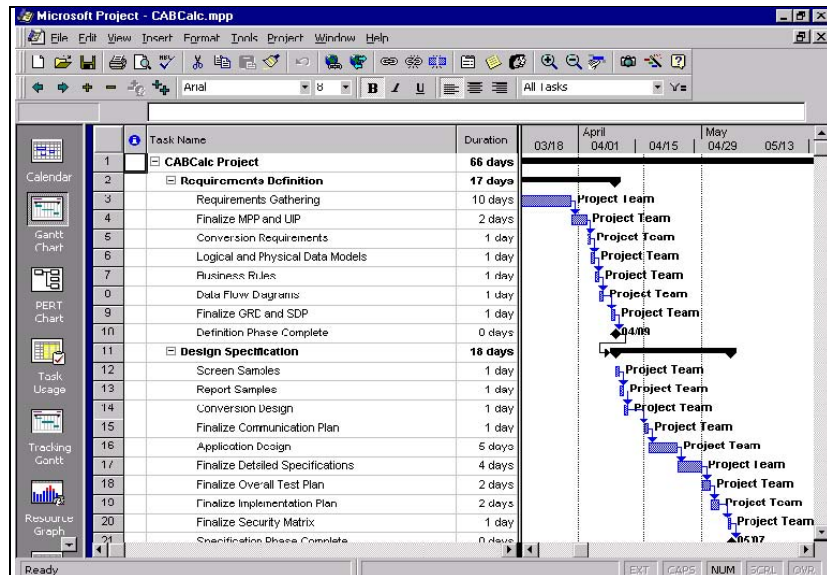 Microsoft Project - CABCalc.mpp
File Edit View Insert Format Tools Project Window Help
Arial 8 B I U All Tasks
Task Name Duration 03/18 April 04/01 04/15 May 04/29 05/13
1 CABCalc Project 66 days
2 Requirements Definition 17 days
3 Requirements Gathering 10 days Project Team
4 Finalize MPP and UIP 2 days Project Team
5 Conversion Requirements 1 day Project Team
6 Logical and Physical Data Models 1 day Project Team
7 Business Rules 1 day Project Team
8 Data Flow Diagrams 1 day Project Team
9 Finalize GRD and SDP 1 day Project Team
10 Definition Phase Complete 0 days 04/09
11 Design Specification 18 days
12 Screen Samples 1 day Project Team
13 Report Samples 1 day Project Team
14 Conversion Design 1 day Project Team
15 Finalize Communication Plan 1 day Project Team
16 Application Design 5 days Project Team
17 Finalize Detailed Specifications 4 days Project Team
18 Finalize Overall Test Plan 2 days Project Team
19 Finalize Implementation Plan 2 days Project Team
20 Finalize Security Matrix 1 day Project Team
21 Specification Phase Complete 0 days 05/07
Calendar
Gantt Chart
PERT Chart
Task Usage
Tracking Gantt
Resource Graph
Ready EXT CAPS NUM SCRL OVR